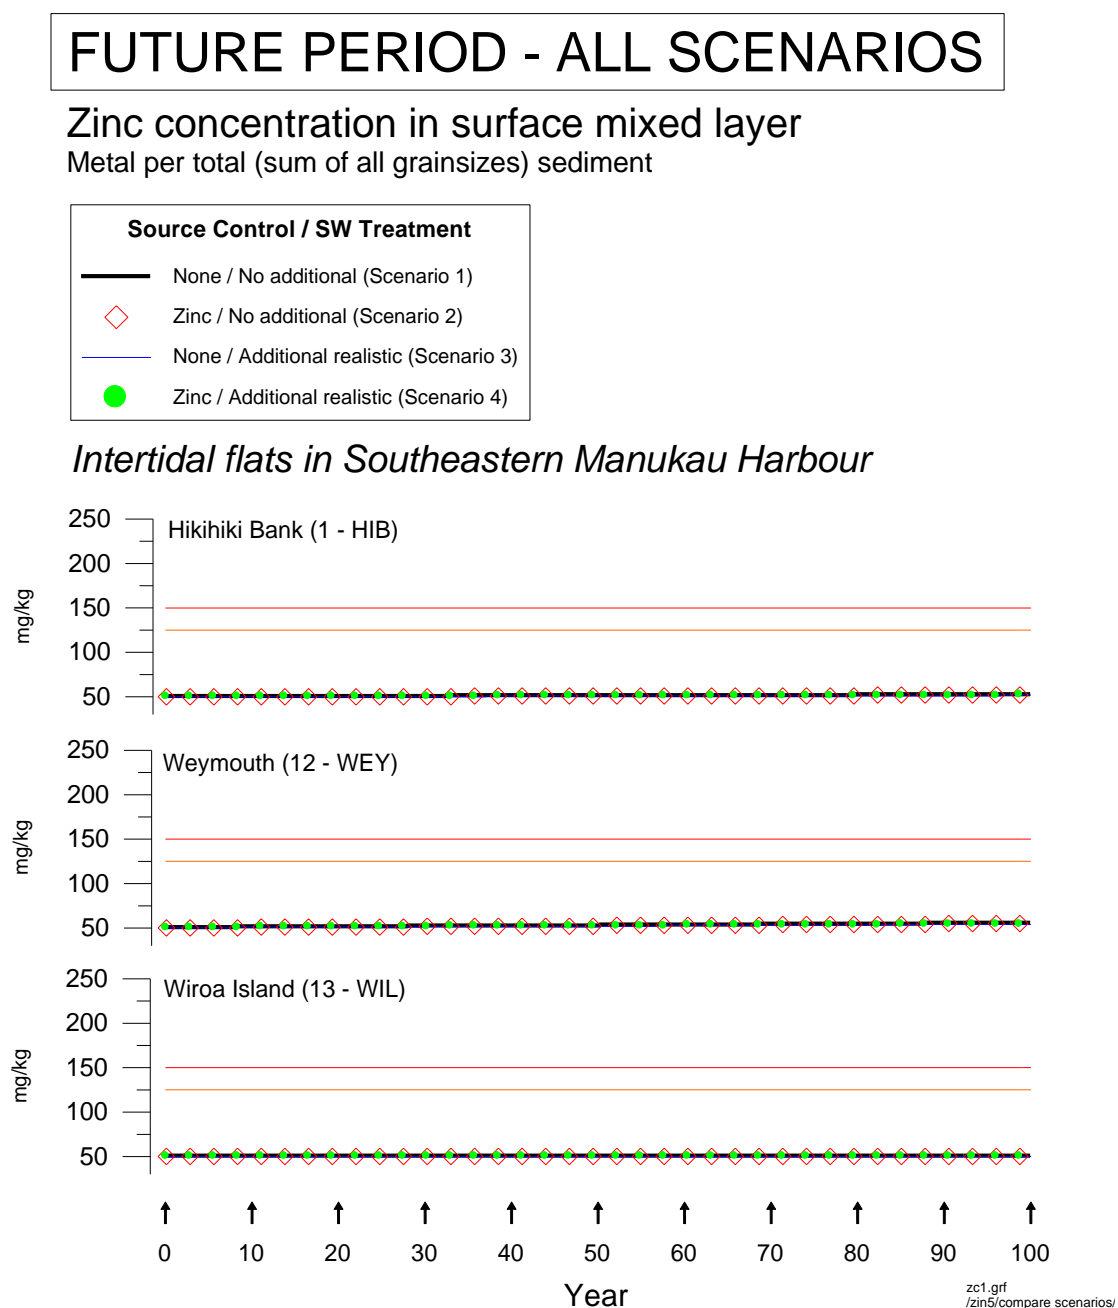 FUTURE PERIOD - ALL SCENARIOS
Zinc concentration in surface mixed layer
Metal per total (sum of all grainsizes) sediment
Source Control / SW Treatment
None / No additional (Scenario 1)
Zinc / No additional (Scenario 2)
None / Additional realistic (Scenario 3)
Zinc / Additional realistic (Scenario 4)
Intertidal flats in Southeastern Manukau Harbour
Hikihiki Bank (1 - HIB)
250
200
150
100
50
mg/kg
Weymouth (12 - WEY)
250
200
150
100
50
mg/kg
Wiroa Island (13 - WIL)
250
200
150
100
50
mg/kg
0 10 20 30 40 50 60 70 80 90 100
Year
zc1.grf
/zin5/compare scenarios/